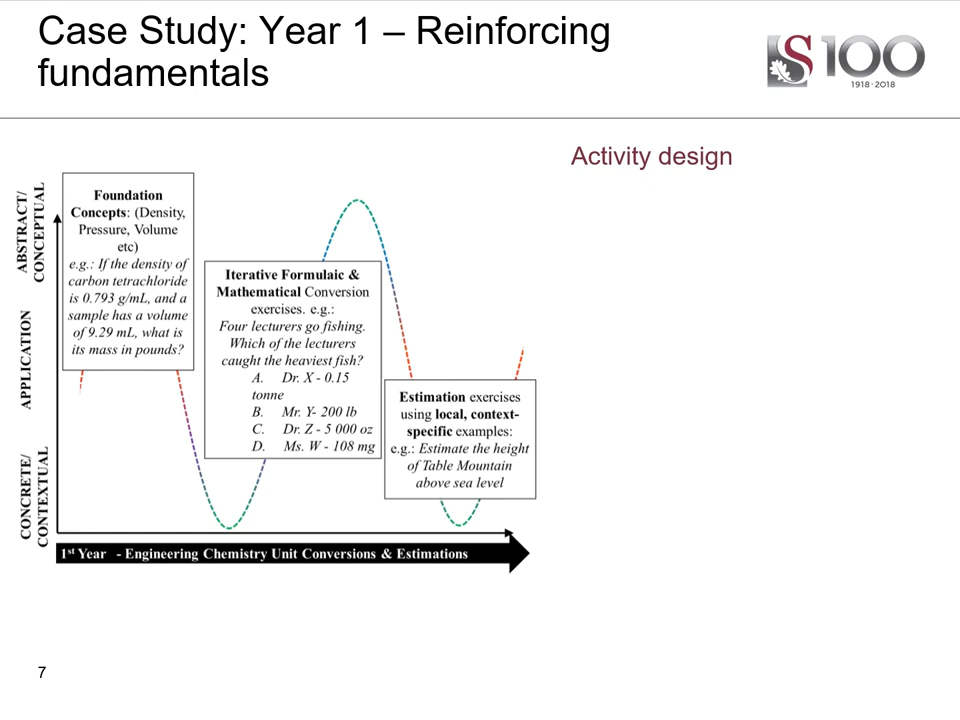 Case Study: Year 1 – Reinforcing
fundamentals
S100
1918 · 2018
Activity design
ABSTRACT/
CONCEPTUAL
APPLICATION
CONCRETE/
CONTEXTUAL
Foundation
Concepts: (Density,
Pressure, Volume
etc)
e.g.: If the density of
carbon tetrachloride
is 0.793 g/mL, and a
sample has a volume
of 9.29 mL, what is
its mass in pounds?
Iterative Formulaic &
Mathematical Conversion
exercises. e.g.:
Four lecturers go fishing.
Which of the lecturers
caught the heaviest fish?
A. Dr. X - 0.15
tonne
B. Mr. Y- 200 lb
C. Dr. Z - 5 000 oz
D. Ms. W - 108 mg
Estimation exercises
using local, context-
specific examples:
e.g.: Estimate the height
of Table Mountain
above sea level
1st Year - Engineering Chemistry Unit Conversions & Estimations
7